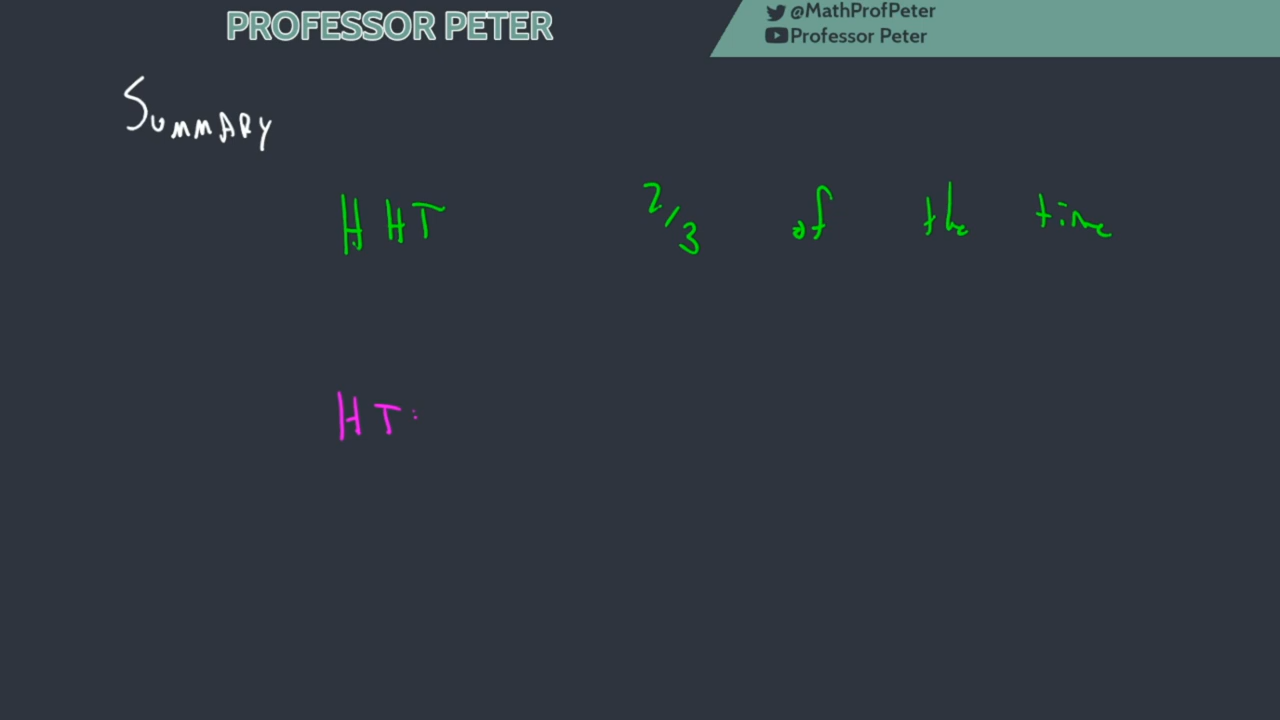 PROFESSOR PETER
@MathProfPeter
Professor Peter
SUMMARY
HHT 2/3 of the time
HT